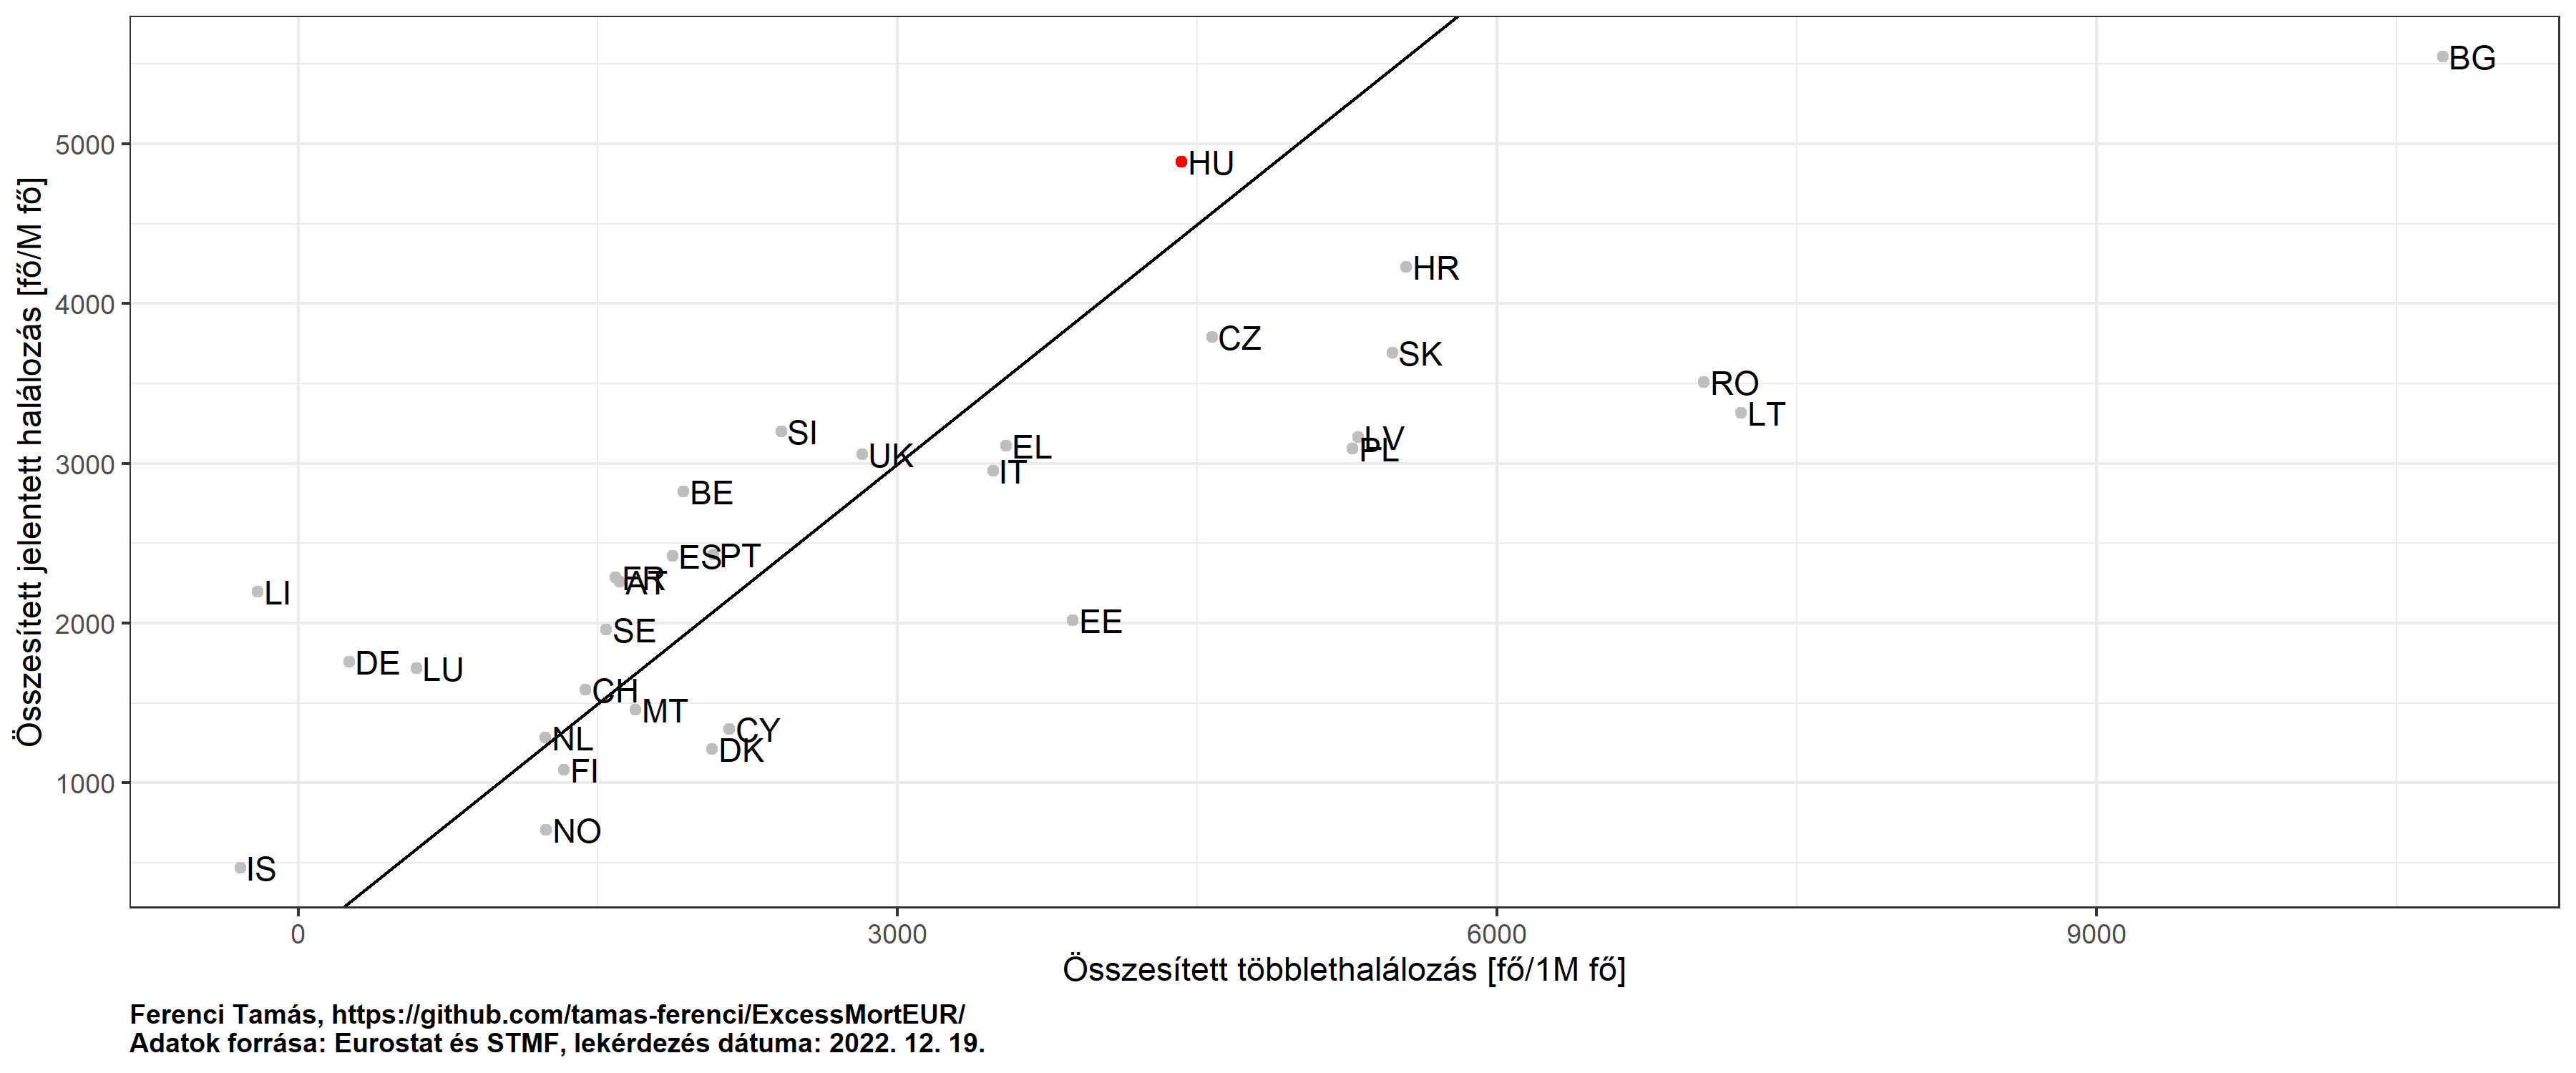 BG
5000
HU
HR
4000
CZ
SK
RO
LT
SI
LV
EL
UK
PL
3000
IT
BE
ES
PT
FR
AT
LI
2000
SE
EE
DE
LU
CH
MT
CY
NL
DK
FI
1000
NO
IS
Összesített jelentett halálozás [fő/M fő]
0 3000 6000 9000
Összesített többlethalálozás [fő/1M fő]
Ferenci Tamás, https://github.com/tamas-ferenci/ExcessMortEUR/
Adatok forrása: Eurostat és STMF, lekérdezés dátuma: 2022. 12. 19.